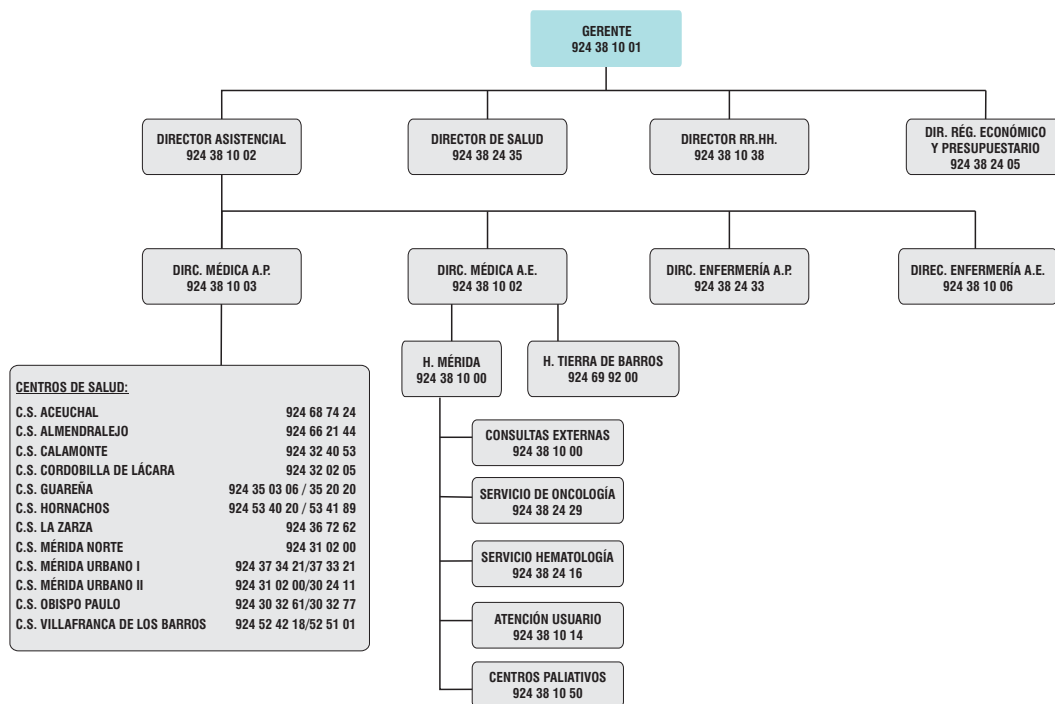 GERENTE
924 38 10 01
DIRECTOR ASISTENCIAL
924 38 10 02
DIRECTOR DE SALUD
924 38 24 35
DIRECTOR RR.HH.
924 38 10 38
DIR. RÉG. ECONÓMICO
Y PRESUPUESTARIO
924 38 24 05
DIRC. MÉDICA A.P.
924 38 10 03
DIRC. MÉDICA A.E.
924 38 10 02
DIRC. ENFERMERÍA A.P.
924 38 24 33
DIREC. ENFERMERÍA A.E.
924 38 10 06
H. MÉRIDA
924 38 10 00
H. TIERRA DE BARROS
924 69 92 00
CENTROS DE SALUD:
C.S. ACEUCHAL 924 68 74 24
C.S. ALMENDRALEJO 924 66 21 44
C.S. CALAMONTE 924 32 40 53
C.S. CORDOBILLA DE LÁCARA 924 32 02 05
C.S. GUAREÑA 924 35 03 06 / 35 20 20
C.S. HORNACHOS 924 53 40 20 / 53 41 89
C.S. LA ZARZA 924 36 72 62
C.S. MÉRIDA NORTE 924 31 02 00
C.S. MÉRIDA URBANO I 924 37 34 21/37 33 21
C.S. MÉRIDA URBANO II 924 31 02 00/30 24 11
C.S. OBISPO PAULO 924 30 32 61/30 32 77
C.S. VILLAFRANCA DE LOS BARROS 924 52 42 18/52 51 01
CONSULTAS EXTERNAS
924 38 10 00
SERVICIO DE ONCOLOGÍA
924 38 24 29
SERVICIO HEMATOLOGÍA
924 38 24 16
ATENCIÓN USUARIO
924 38 10 14
CENTROS PALIATIVOS
924 38 10 50